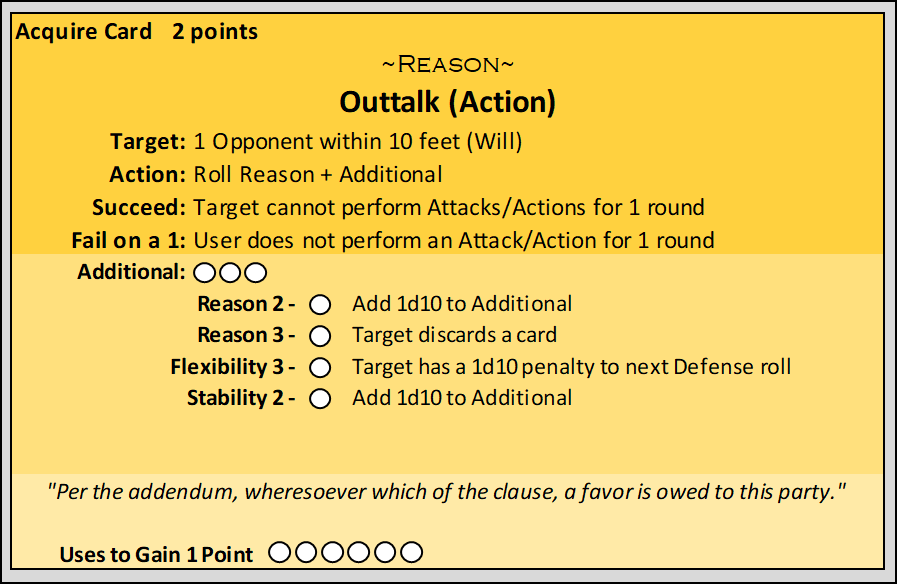 Acquire Card 2 points
~Reason~
Outtalk (Action)
Target: 1 Opponent within 10 feet (Will)
Action: Roll Reason + Additional
Succeed: Target cannot perform Attacks/Actions for 1 round
Fail on a 1: User does not perform an Attack/Action for 1 round
Additional:
Reason 2 - Add 1d10 to Additional
Reason 3 - Target discards a card
Flexibility 3 - Target has a 1d10 penalty to next Defense roll
Stability 2 - Add 1d10 to Additional
"Per the addendum, wheresoever which of the clause, a favor is owed to this party."
Uses to Gain 1 Point